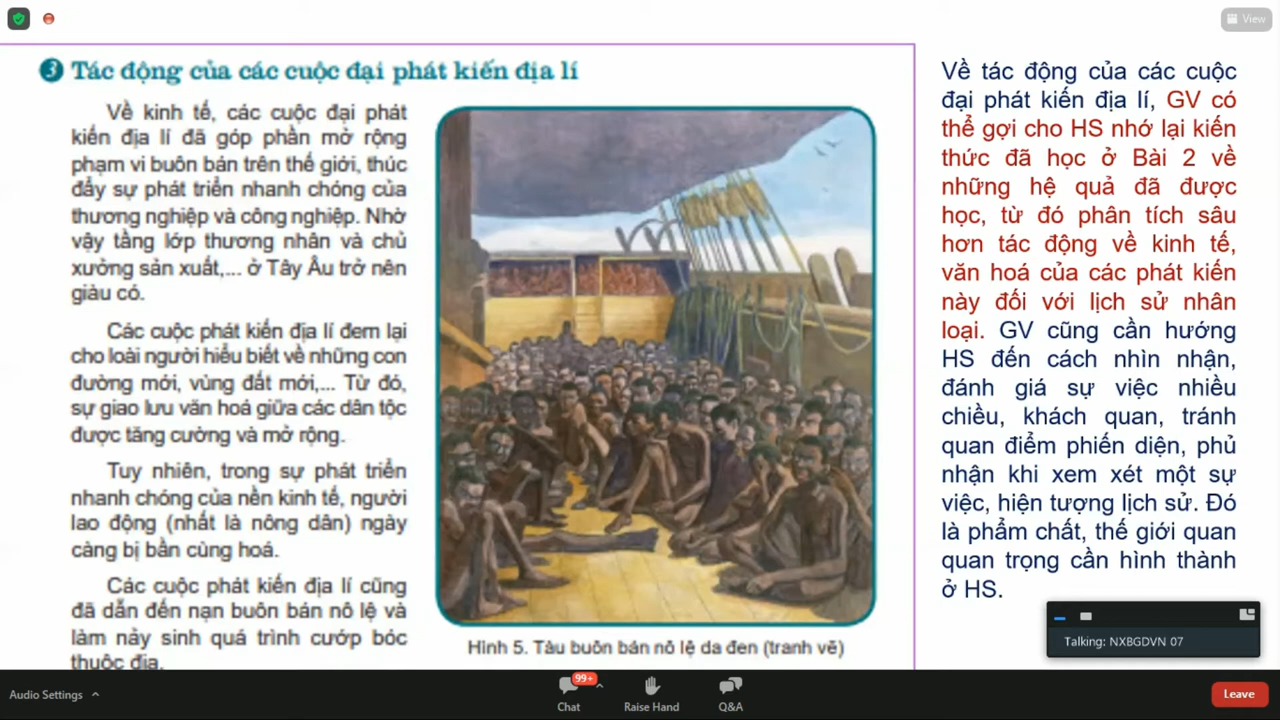 View
3 Tác động của các cuộc đại phát kiến địa lí
Về kinh tế, các cuộc đại phát
kiến địa lí đã góp phần mở rộng
phạm vi buôn bán trên thế giới, thúc
đẩy sự phát triển nhanh chóng của
thương nghiệp và công nghiệp. Nhờ
vậy tầng lớp thương nhân và chủ
xưởng sản xuất,... ở Tây Âu trở nên
giàu có.
Các cuộc phát kiến địa lí đem lại
cho loài người hiểu biết về những con
đường mới, vùng đất mới,... Từ đó,
sự giao lưu văn hoá giữa các dân tộc
được tăng cường và mở rộng.
Tuy nhiên, trong sự phát triển
nhanh chóng của nền kinh tế, người
lao động (nhất là nông dân) ngày
càng bị bần cùng hoá.
Các cuộc phát kiến địa lí cũng
đã dẫn đến nạn buôn bán nô lệ và
làm nảy sinh quá trình cướp bóc
thuộc địa.
Hình 5. Tàu buôn bán nô lệ da đen (tranh vẽ)
Về tác động của các cuộc
đại phát kiến địa lí, GV có
thể gợi cho HS nhớ lại kiến
thức đã học ở Bài 2 về
những hệ quả đã được
học, từ đó phân tích sâu
hơn tác động về kinh tế,
văn hoá của các phát kiến
này đối với lịch sử nhân
loại. GV cũng cần hướng
HS đến cách nhìn nhận,
đánh giá sự việc nhiều
chiều, khách quan, tránh
quan điểm phiến diện, phủ
nhận khi xem xét một sự
việc, hiện tượng lịch sử. Đó
là phẩm chất, thế giới quan
quan trọng cần hình thành
ở HS.
Talking: NXBGDVN 07
Audio Settings
99+
Chat
Raise Hand
Q&A
Leave